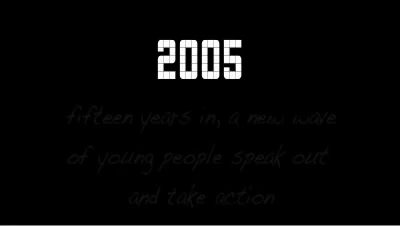 2005
fifteen years in, a new wave
of young people speak out
and take action